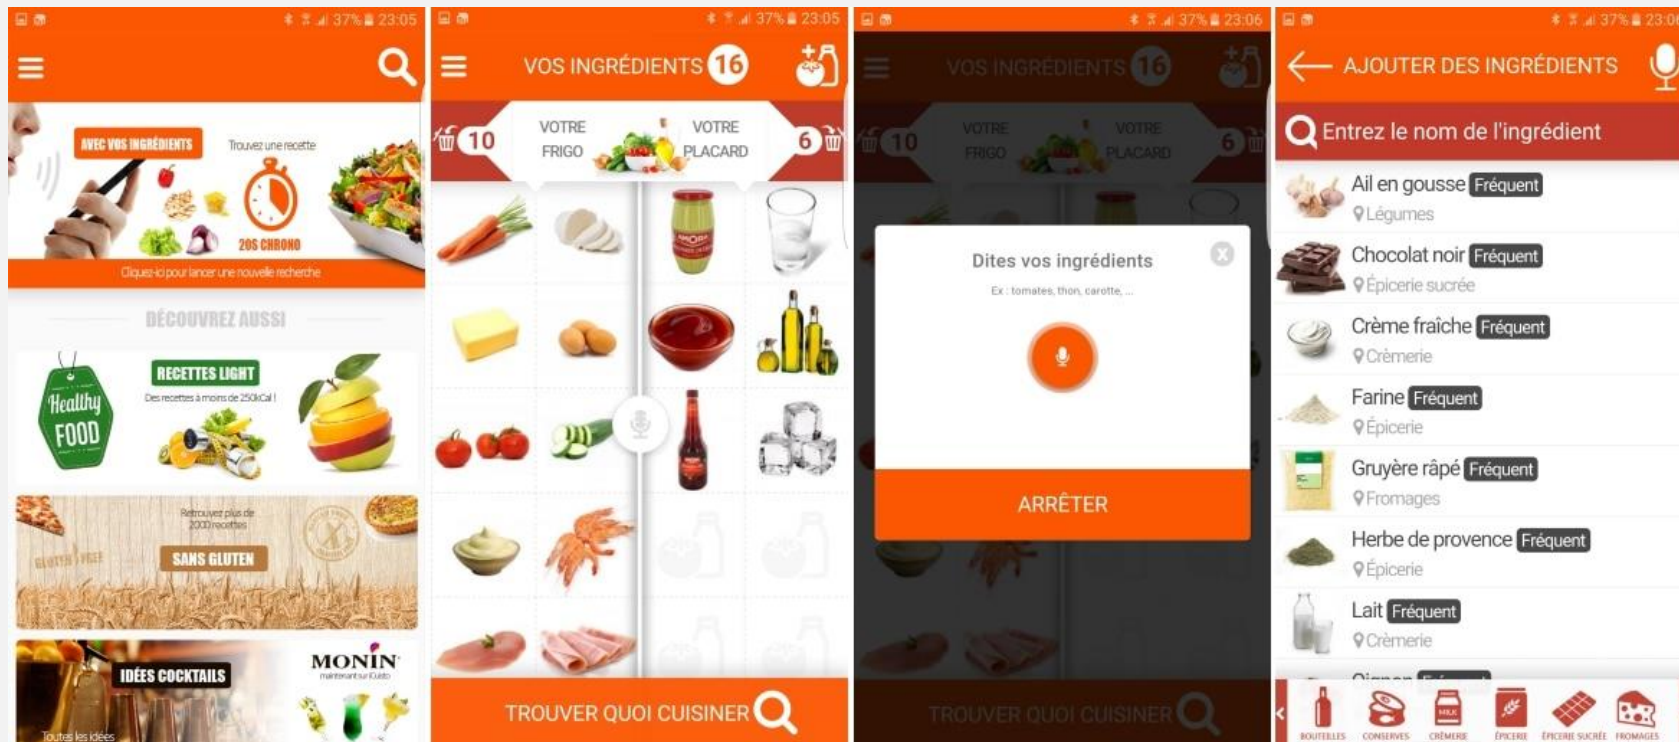 37% 23:05
AVEC VOS INGRÉDIENTS
Trouvez une recette
20S CHRONO
Cliquez-ici pour lancer une nouvelle recherche
DÉCOUVREZ AUSSI
Healthy
FOOD
RECETTES LIGHT
Des recettes à moins de 250kCal !
Retrouvez plus de
2000 recettes
GLUTEN FREE
SANS GLUTEN
IDÉES COCKTAILS
MONIN
maintenant sur iCuisto
Toutes les idées
37% 23:05
VOS INGRÉDIENTS 16
10
VOTRE
FRIGO
VOTRE
PLACARD
6
AMORA
TROUVER QUOI CUISINER
37% 23:06
VOS INGRÉDIENTS 16
10
VOTRE
FRIGO
VOTRE
PLACARD
6
Dites vos ingrédients
X
Ex : tomates, thon, carotte, ...
ARRÊTER
TROUVER QUOI CUISINER
37% 23:06
AJOUTER DES INGRÉDIENTS
Entrez le nom de l'ingrédient
Ail en gousse Fréquent
Légumes
Chocolat noir Fréquent
Épicerie sucrée
Crème fraîche Fréquent
Crèmerie
Farine Fréquent
Épicerie
Gruyère râpé Fréquent
Fromages
Herbe de provence Fréquent
Épicerie
Lait Fréquent
Crèmerie
MILK
BOUTEILLES
CONSERVES
CRÈMERIE
ÉPICERIE
ÉPICERIE SUCRÉE
FROMAGES